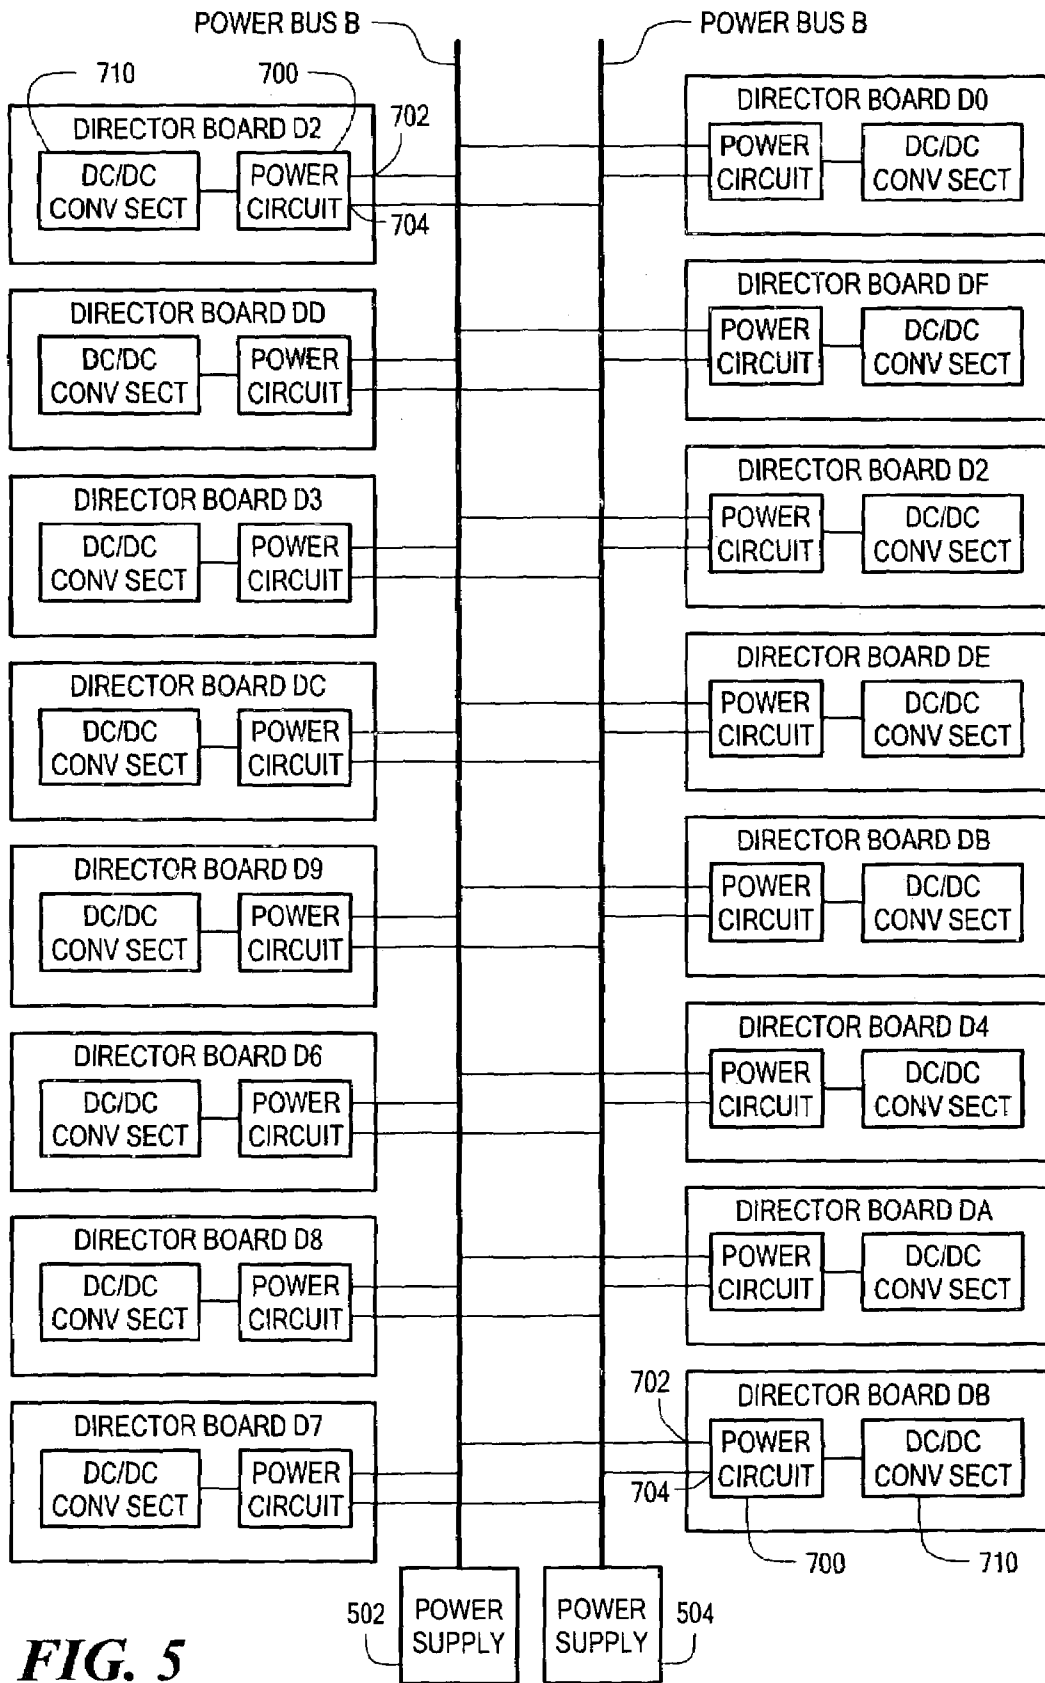 POWER BUS B
POWER BUS B
710
700
702
704
DIRECTOR BOARD D2
DC/DC
CONV SECT
POWER
CIRCUIT
DIRECTOR BOARD D0
POWER
CIRCUIT
DC/DC
CONV SECT
DIRECTOR BOARD DD
DC/DC
CONV SECT
POWER
CIRCUIT
DIRECTOR BOARD DF
POWER
CIRCUIT
DC/DC
CONV SECT
DIRECTOR BOARD D3
DC/DC
CONV SECT
POWER
CIRCUIT
DIRECTOR BOARD D2
POWER
CIRCUIT
DC/DC
CONV SECT
DIRECTOR BOARD DC
DC/DC
CONV SECT
POWER
CIRCUIT
DIRECTOR BOARD DE
POWER
CIRCUIT
DC/DC
CONV SECT
DIRECTOR BOARD D9
DC/DC
CONV SECT
POWER
CIRCUIT
DIRECTOR BOARD DB
POWER
CIRCUIT
DC/DC
CONV SECT
DIRECTOR BOARD D6
DC/DC
CONV SECT
POWER
CIRCUIT
DIRECTOR BOARD D4
POWER
CIRCUIT
DC/DC
CONV SECT
DIRECTOR BOARD D8
DC/DC
CONV SECT
POWER
CIRCUIT
DIRECTOR BOARD DA
POWER
CIRCUIT
DC/DC
CONV SECT
DIRECTOR BOARD D7
DC/DC
CONV SECT
POWER
CIRCUIT
702
704
DIRECTOR BOARD DB
POWER
CIRCUIT
DC/DC
CONV SECT
700
710
502
POWER
SUPPLY
POWER
SUPPLY
504
FIG. 5